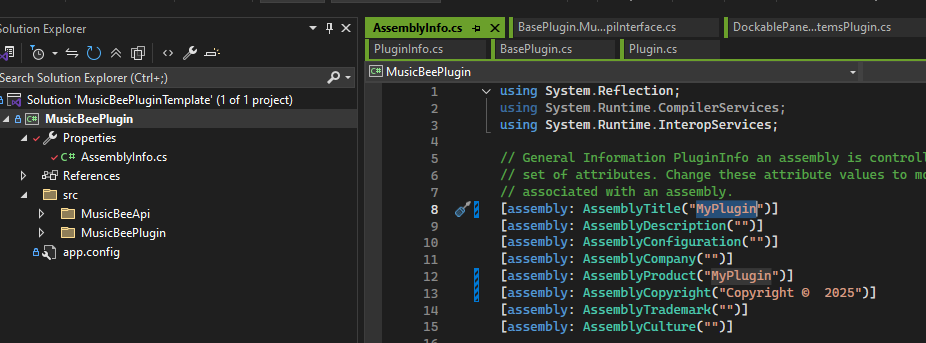 Solution Explorer
Search Solution Explorer (Ctrl+;)
Solution 'MusicBeePluginTemplate' (1 of 1 project)
MusicBeePlugin
Properties
C# AssemblyInfo.cs
References
src
MusicBeeApi
MusicBeePlugin
app.config
AssemblyInfo.cs
BasePlugin.Mu...piInterface.cs
DockablePane...temsPlugin.cs
PluginInfo.cs
BasePlugin.cs
Plugin.cs
C# MusicBeePlugin
1 using System.Reflection;
2 using System.Runtime.CompilerServices;
3 using System.Runtime.InteropServices;
4
5 // General Information PluginInfo an assembly is controll
6 // set of attributes. Change these attribute values to mo
7 // associated with an assembly.
8 [assembly: AssemblyTitle("MyPlugin")]
9 [assembly: AssemblyDescription("")]
10 [assembly: AssemblyConfiguration("")]
11 [assembly: AssemblyCompany("")]
12 [assembly: AssemblyProduct("MyPlugin")]
13 [assembly: AssemblyCopyright("Copyright ©  2025")]
14 [assembly: AssemblyTrademark("")]
15 [assembly: AssemblyCulture("")]